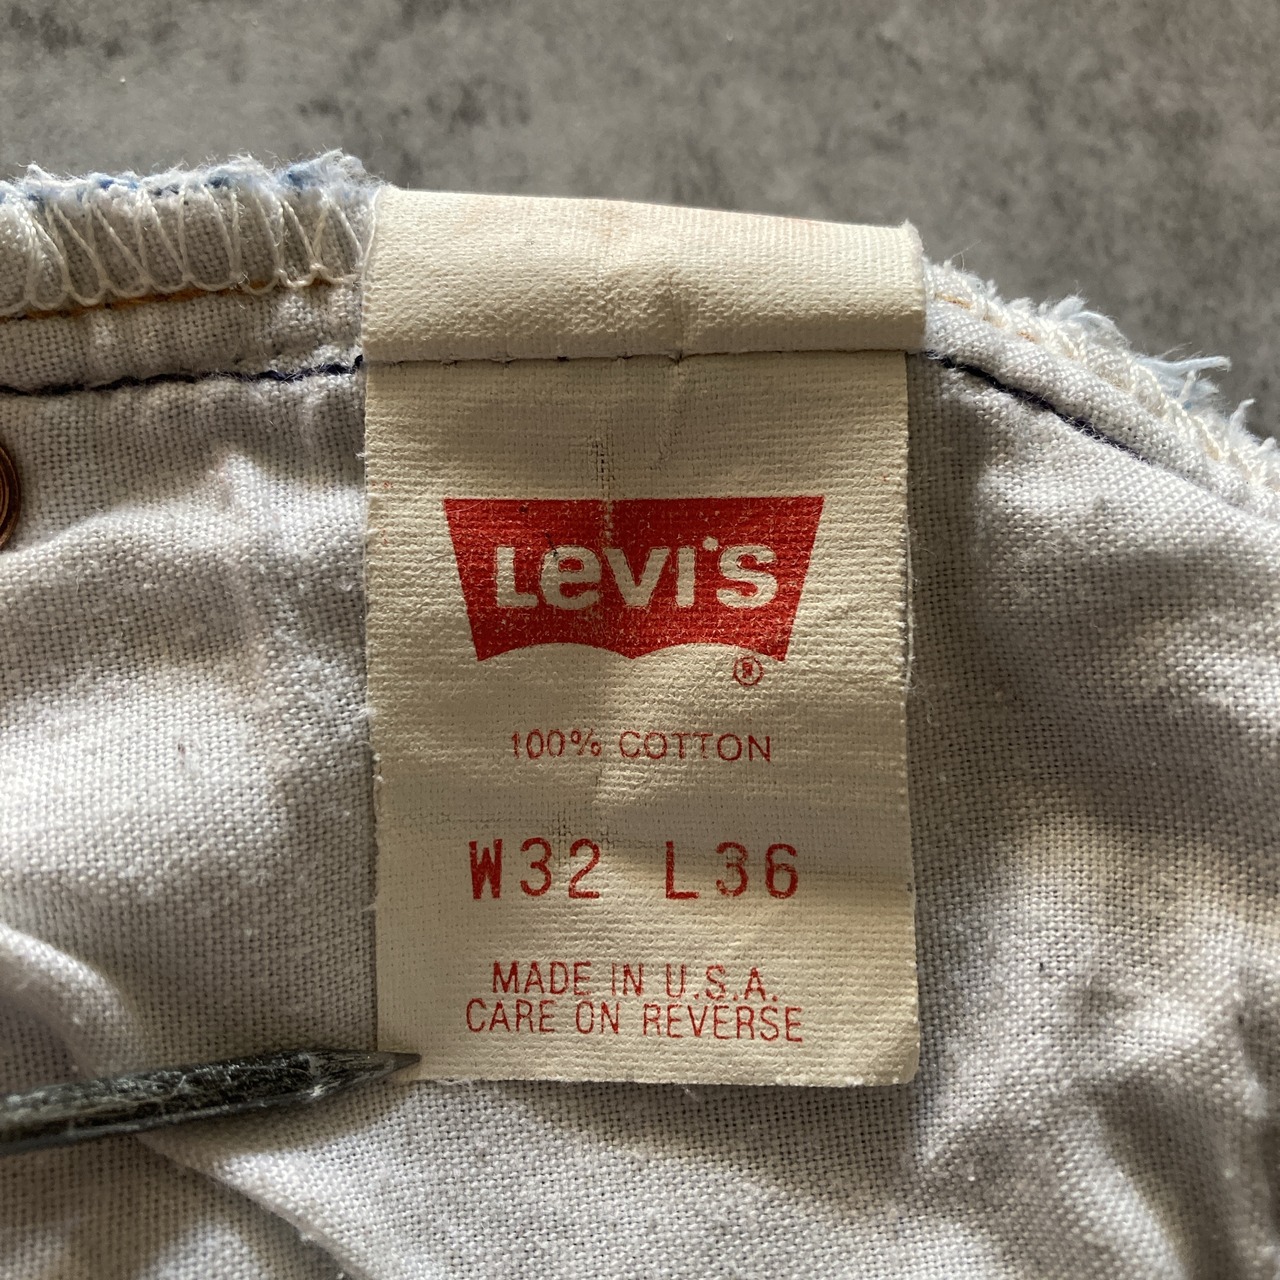 Levi's
®
100% COTTON
W32 L36
MADE IN U.S.A.
CARE ON REVERSE